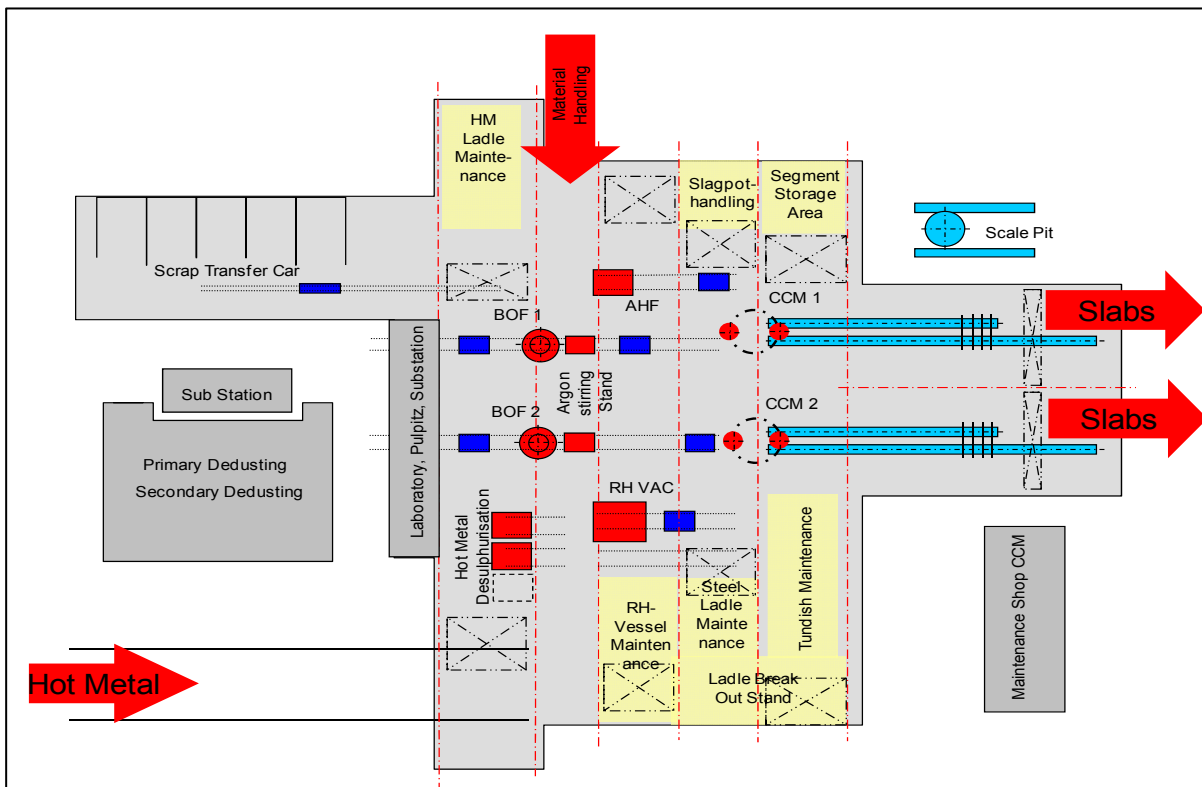 Material
Handling
HM
Ladle
Mainte-
nance
Slagpot-
handling
Segment
Storage
Area
Scale Pit
Scrap Transfer Car
AHF
CCM 1
Slabs
BOF 1
Laboratory, Pulpitz, Substation
Argon
stirring
Stand
Sub Station
BOF 2
CCM 2
Slabs
Primary Dedusting
Secondary Dedusting
Hot Metal
Desulphurisation
RH VAC
RH-
Vessel
Mainten
ance
Steel
Ladle
Mainte
nance
Tundish Maintenance
Maintenance Shop CCM
Ladle Break
Out Stand
Hot Metal